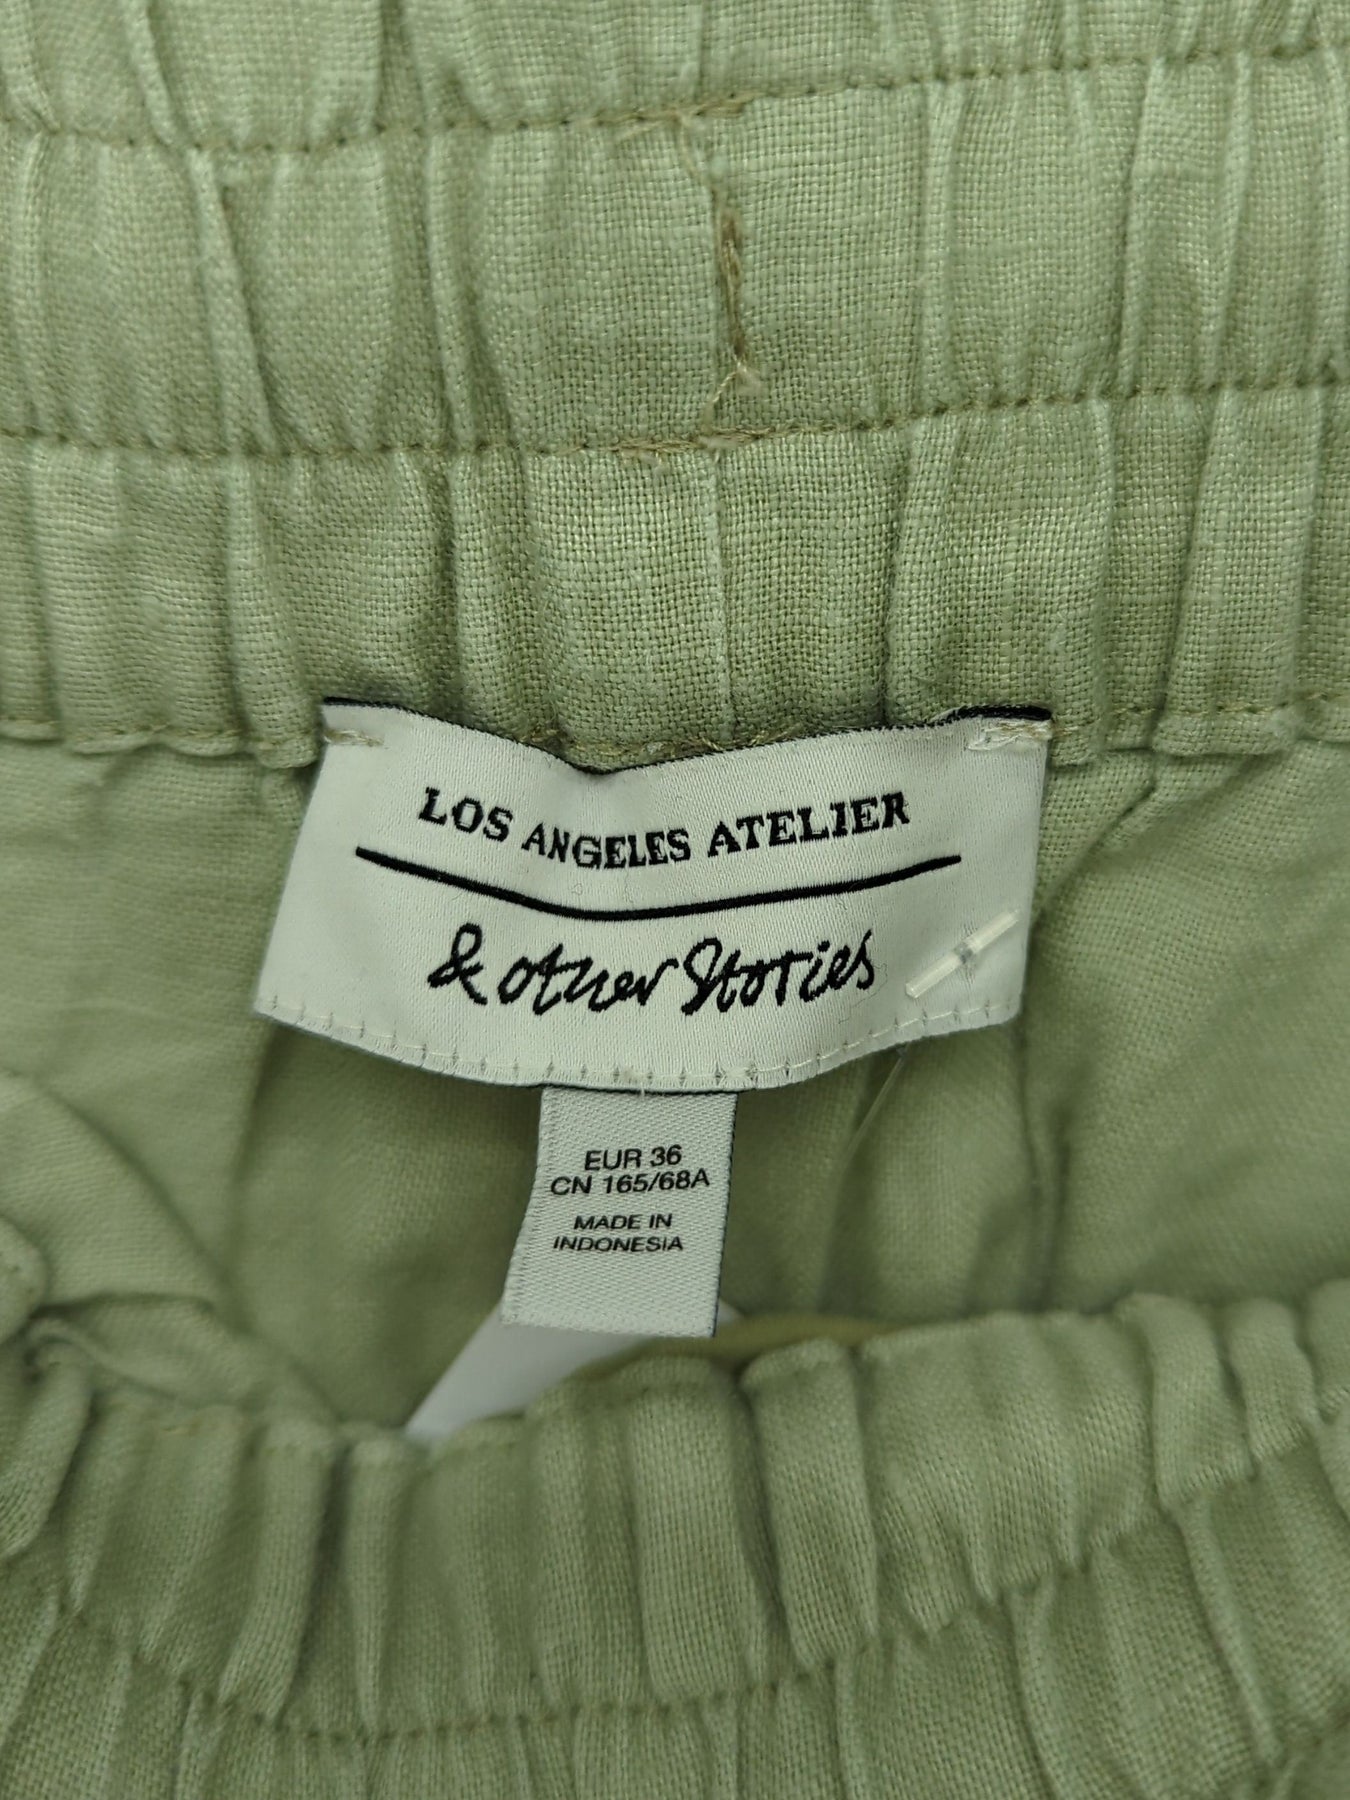 LOS ANGELES ATELIER
& other Stories
EUR 36
CN 165/68A
MADE IN
INDONESIA